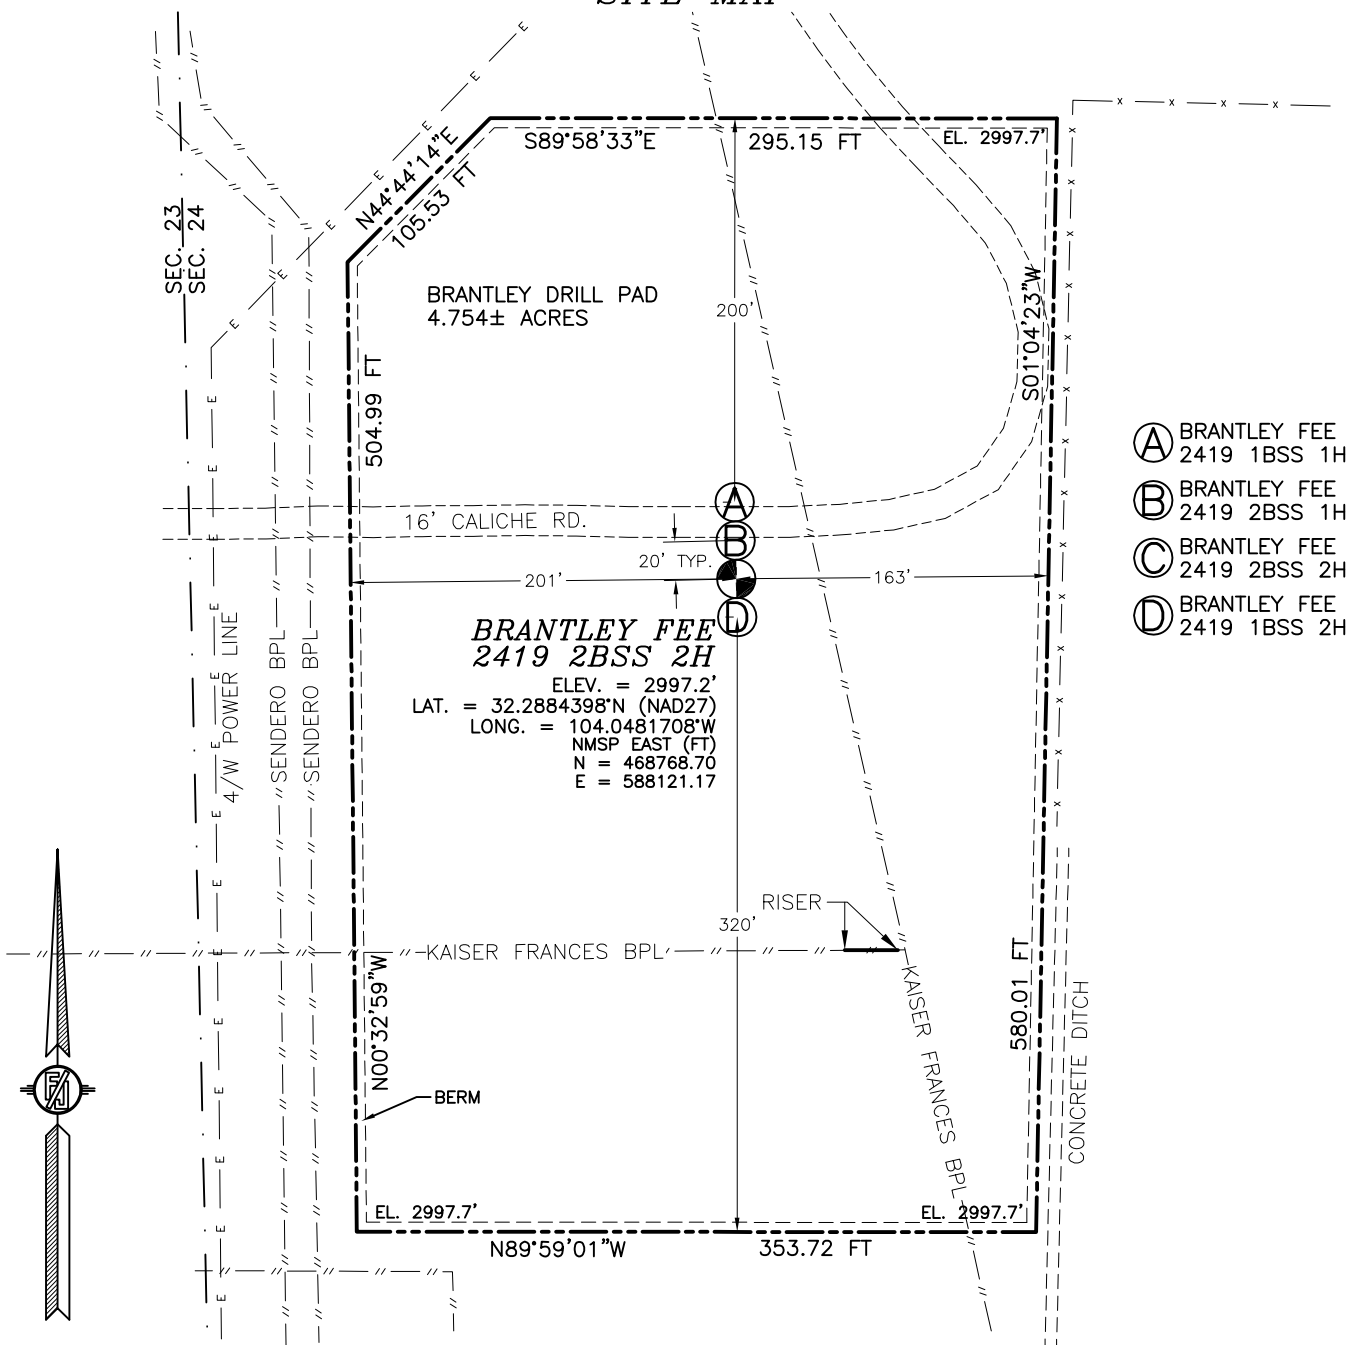 SITE MAP
S89°58'33"E
295.15 FT
EL. 2997.7'
N44°44'14"E
105.53 FT
SEC. 23
SEC. 24
BRANTLEY DRILL PAD
4.754± ACRES
200'
S01°04'23"W
504.99 FT
A BRANTLEY FEE
2419 1BSS 1H
B BRANTLEY FEE
2419 2BSS 1H
C BRANTLEY FEE
2419 2BSS 2H
D BRANTLEY FEE
2419 1BSS 2H
A
16' CALICHE RD.
B
20' TYP.
201'
163'
D
BRANTLEY FEE
2419 2BSS 2H
ELEV. = 2997.2'
LAT. = 32.2884398°N (NAD27)
LONG. = 104.0481708°W
NMSP EAST (FT)
N = 468768.70
E = 588121.17
4/W POWER LINE
SENDERO BPL
SENDERO BPL
RISER
320'
KAISER FRANCES BPL
KAISER FRANCES BPL
580.01 FT
CONCRETE DITCH
N00°32'59"W
BERM
EL. 2997.7'
EL. 2997.7'
N89°59'01"W
353.72 FT